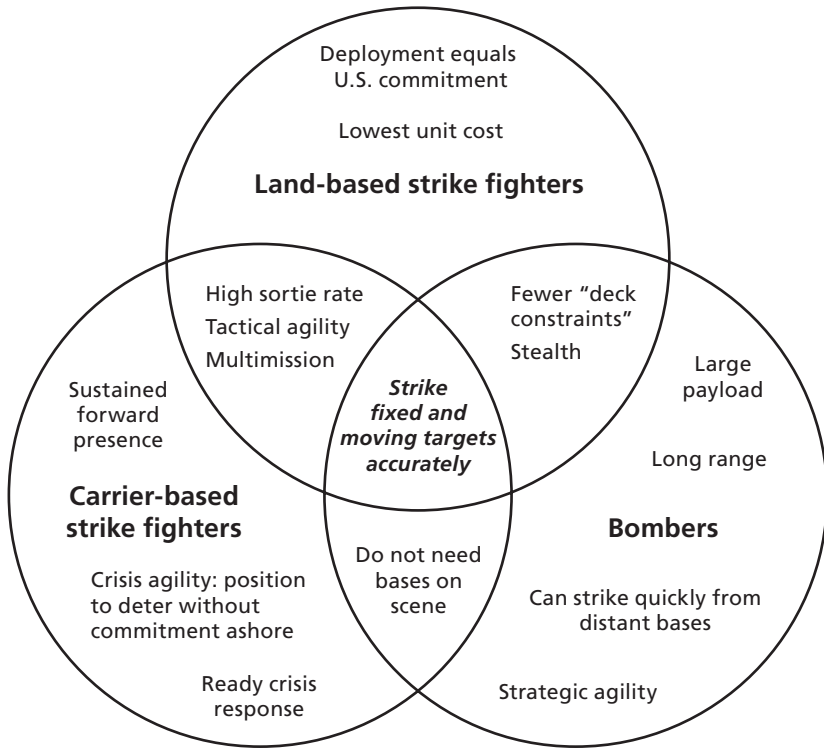 Deployment equals
U.S. commitment
Lowest unit cost
Land-based strike fighters
High sortie rate
Tactical agility
Multimission
Fewer “deck
constraints”
Stealth
Large
payload
Sustained
forward
presence
Strike
fixed and
moving targets
accurately
Long range
Carrier-based
strike fighters
Bombers
Do not need
bases on
scene
Crisis agility: position
to deter without
commitment ashore
Can strike quickly from
distant bases
Ready crisis
response
Strategic agility